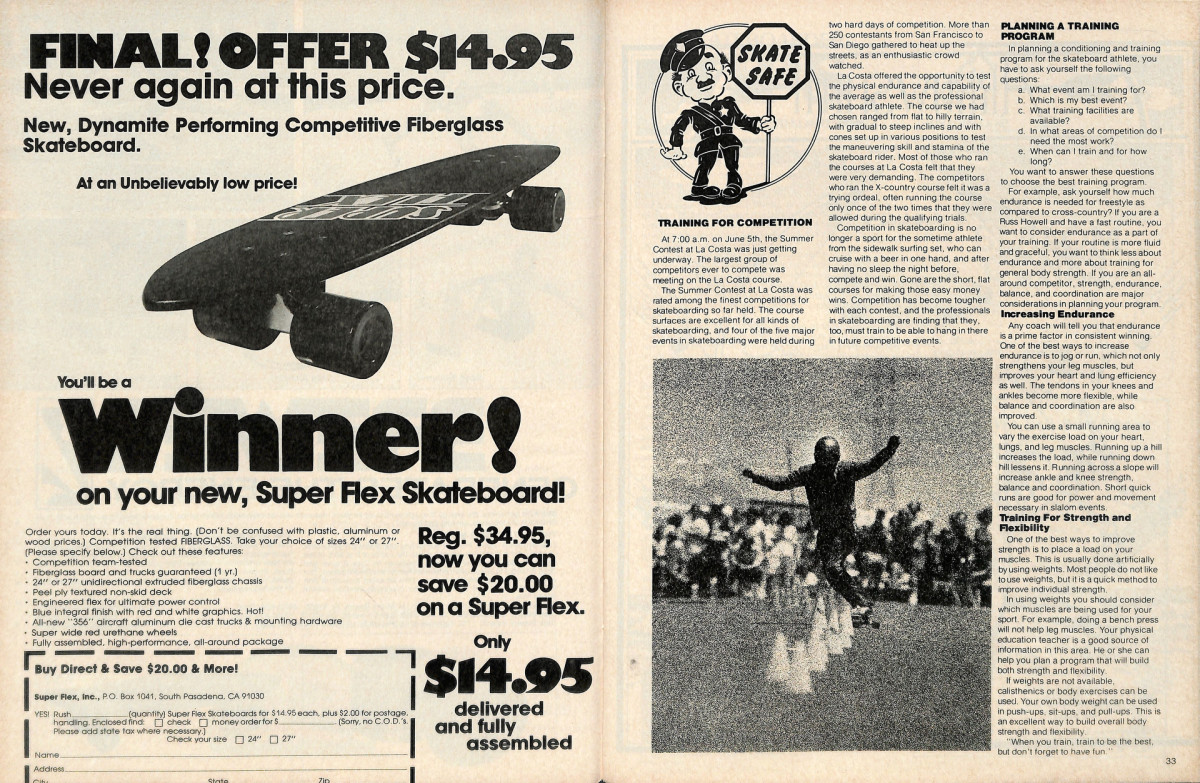 FINAL! OFFER $14.95
Never again at this price.
New, Dynamite Performing Competitive Fiberglass
Skateboard.
At an Unbelievably low price!
SUPER
FLEX
You'll be a
Winner!
on your new, Super Flex Skateboard!
Order yours today. It's the real thing. (Don't be confused with plastic, aluminum or
wood prices.) Competition tested FIBERGLASS. Take your choice of sizes 24" or 27".
(Please specify below.) Check out these features:
• Competition team-tested
• Fiberglass board and trucks guaranteed (1 yr.)
• 24" or 27" unidirectional extruded fiberglass chassis
• Peel ply textured non-skid deck
• Engineered flex for ultimate power control
• Blue integral finish with red and white graphics. Hot!
• All-new "356" aircraft aluminum die cast trucks & mounting hardware
• Super wide red urethane wheels
• Fully assembled, high-performance, all-around package
Reg. $34.95,
now you can
save $20.00
on a Super Flex.
Only
$14.95
delivered
and fully
assembled
Buy Direct & Save $20.00 & More!
Super Flex, Inc., P.O. Box 1041, South Pasadena, CA 91030
YES! Rush (quantity) Super Flex Skateboards for $14.95 each, plus $2.00 for postage,
handling. Enclosed find: check money order for $ (Sorry, no C.O.D.'s.
Please add state tax where necessary.)
Check your size 24" 27"
Name
Address
City State Zip
SKATE
SAFE
TRAINING FOR COMPETITION
At 7:00 a.m. on June 5th, the Summer
Contest at La Costa was just getting
underway. The largest group of
competitors ever to compete was
meeting on the La Costa course.
The Summer Contest at La Costa was
rated among the finest competitions for
skateboarding so far held. The course
surfaces are excellent for all kinds of
skateboarding, and four of the five major
events in skateboarding were held during
two hard days of competition. More than
250 contestants from San Francisco to
San Diego gathered to heat up the
streets, as an enthusiastic crowd
watched.
La Costa offered the opportunity to test
the physical endurance and capability of
the average as well as the professional
skateboard athlete. The course we had
chosen ranged from flat to hilly terrain,
with gradual to steep inclines and with
cones set up in various positions to test
the maneuvering skill and stamina of the
skateboard rider. Most of those who ran
the courses at La Costa felt that they
were very demanding. The competitors
who ran the X-country course felt it was a
trying ordeal, often running the course
only once of the two times that they were
allowed during the qualifying trials.
Competition in skateboarding is no
longer a sport for the sometime athlete
from the sidewalk surfing set, who can
cruise with a beer in one hand, and after
having no sleep the night before,
compete and win. Gone are the short, flat
courses for making those easy money
wins. Competition has become tougher
with each contest, and the professionals
in skateboarding are finding that they,
too, must train to be able to hang in there
in future competitive events.
PLANNING A TRAINING
PROGRAM
In planning a conditioning and training
program for the skateboard athlete, you
have to ask yourself the following
questions:
a. What event am I training for?
b. Which is my best event?
c. What training facilities are
available?
d. In what areas of competition do I
need the most work?
e. When can I train and for how
long?
You want to answer these questions
to choose the best training program.
For example, ask yourself how much
endurance is needed for freestyle as
compared to cross-country? If you are a
Russ Howell and have a fast routine, you
want to consider endurance as a part of
your training. If your routine is more fluid
and graceful, you want to think less about
endurance and more about training for
general body strength. If you are an all-
around competitor, strength, endurance,
balance, and coordination are major
considerations in planning your program.
Increasing Endurance
Any coach will tell you that endurance
is a prime factor in consistent winning.
One of the best ways to increase
endurance is to jog or run, which not only
strengthens your leg muscles, but
improves your heart and lung efficiency
as well. The tendons in your knees and
ankles become more flexible, while
balance and coordination are also
improved.
You can use a small running area to
vary the exercise load on your heart,
lungs, and leg muscles. Running up a hill
increases the load, while running down
hill lessens it. Running across a slope will
increase ankle and knee strength,
balance and coordination. Short quick
runs are good for power and movement
necessary in slalom events.
Training For Strength and
Flexibility
One of the best ways to improve
strength is to place a load on your
muscles. This is usually done artificially
by using weights. Most people do not like
to use weights, but it is a quick method to
improve individual strength.
In using weights you should consider
which muscles are being used for your
sport. For example, doing a bench press
will not help leg muscles. Your physical
education teacher is a good source of
information in this area. He or she can
help you plan a program that will build
both strength and flexibility.
If weights are not available,
calisthenics or body exercises can be
used. Your own body weight can be used
in push-ups, sit-ups, and pull-ups. This is
an excellent way to build overall body
strength and flexibility.
"When you train, train to be the best,
but don't forget to have fun."
33